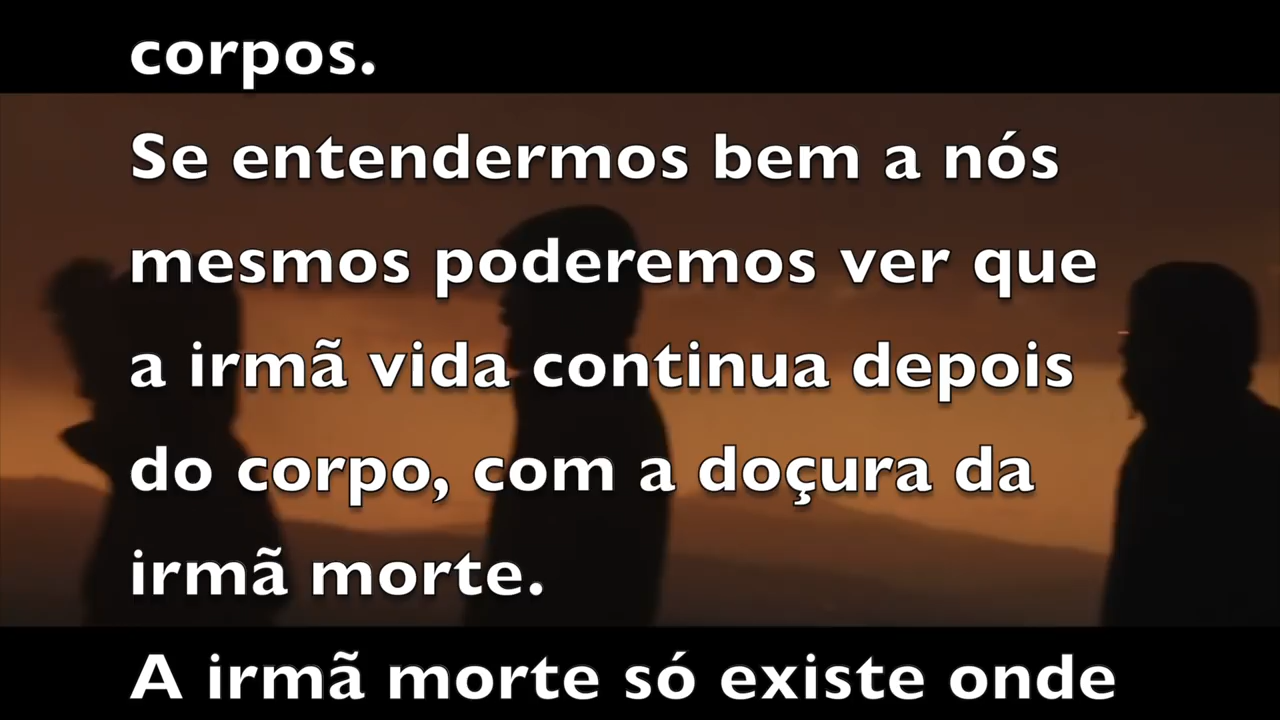 corpos.
Se entendermos bem a nós
mesmos poderemos ver que
a irmã vida continua depois
do corpo, com a doçura da
irmã morte.
A irmã morte só existe onde